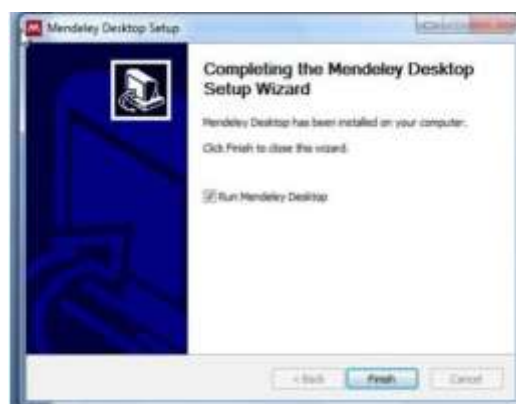 Mendeley Desktop Setup
Completing the Mendeley Desktop
Setup Wizard
Mendeley Desktop has been installed on your computer.
Click Finish to close this wizard.
Run Mendeley Desktop
< Back
Finish
Cancel